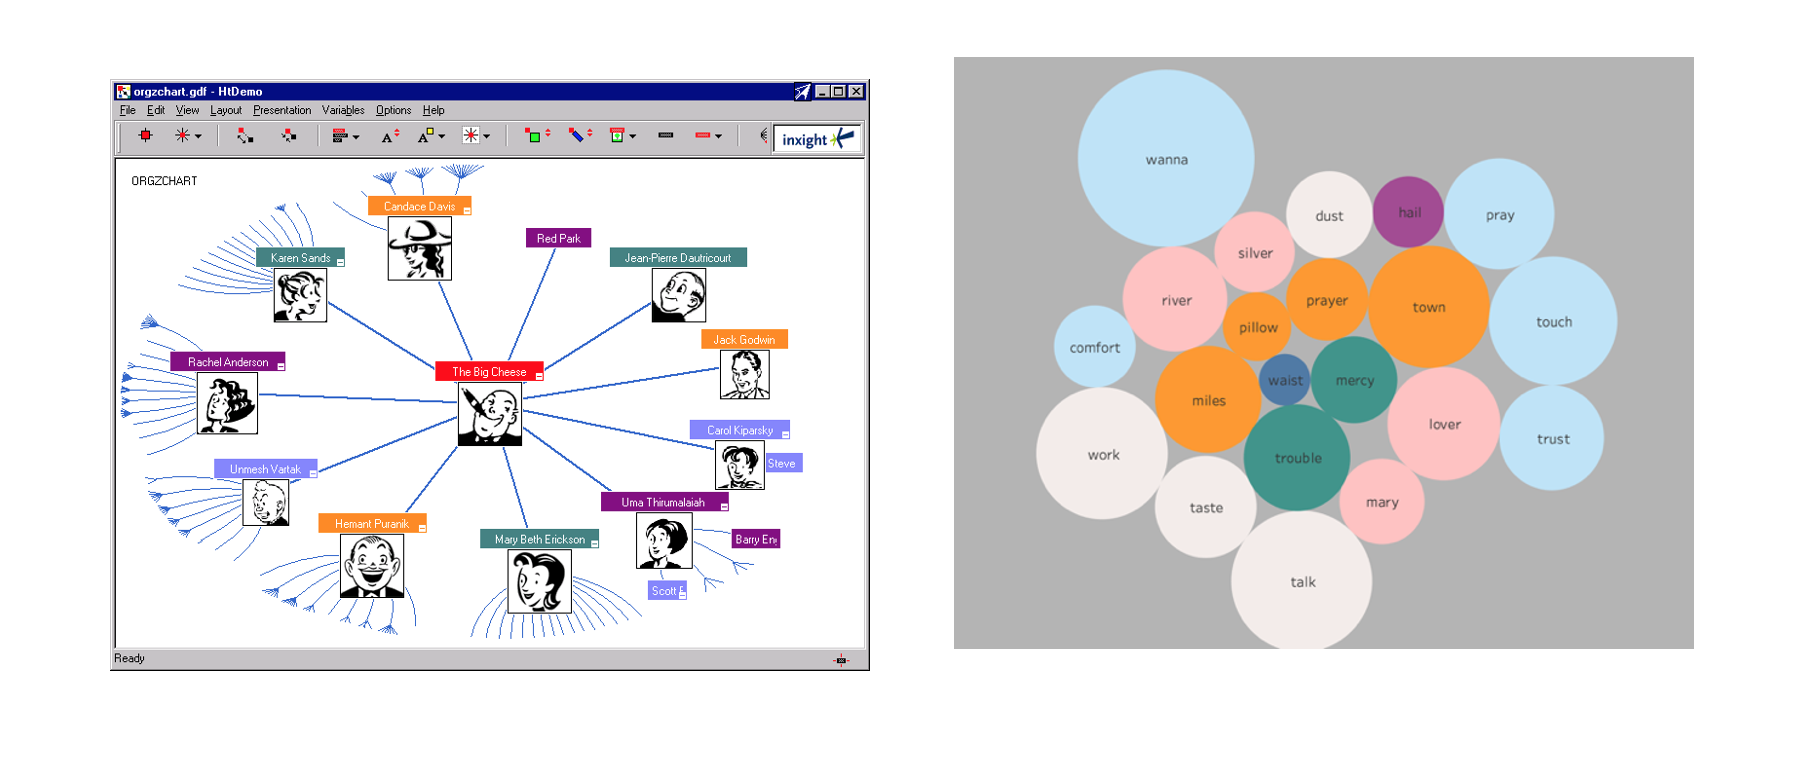 orgzchart.gdf - HtDemo
File Edit View Layout Presentation Variables Options Help
A A
inxight
ORGZCHART
Candace Davis
Red Park
Karen Sands
Jean-Pierre Dautricourt
Jack Godwin
Rachel Anderson
The Big Cheese
Carol Kiparsky
Steve
Unmesh Vartak
Uma Thirumalaiah
Hemant Puranik
Mary Beth Erickson
Barry En
Scott
Ready
wanna
dust
hail
pray
silver
river
prayer
town
touch
pillow
comfort
waist
mercy
miles
lover
trust
work
trouble
taste
mary
talk